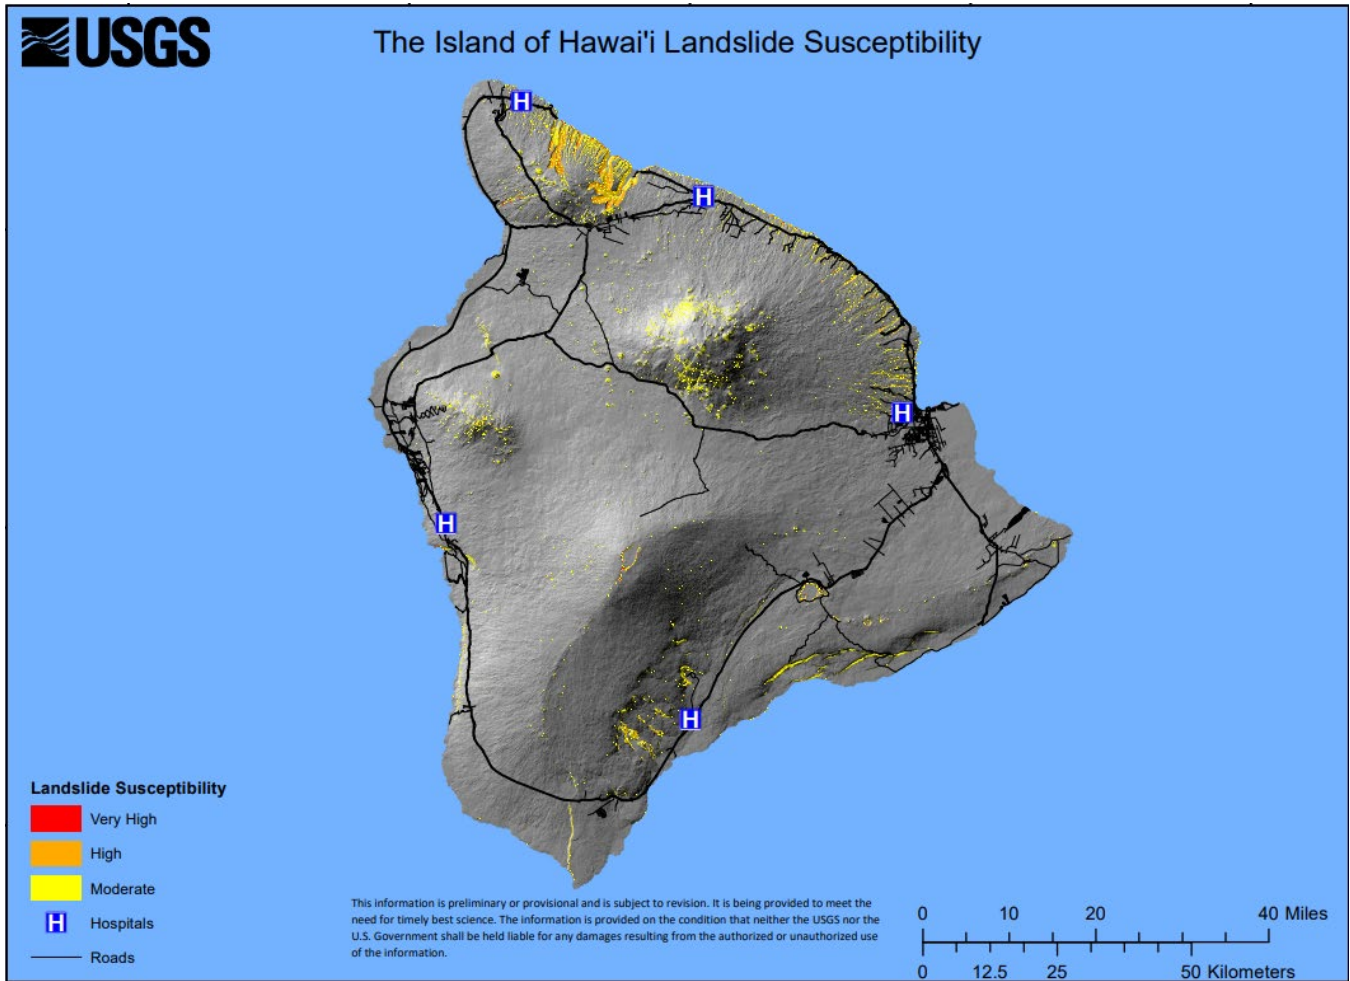 USGS
The Island of Hawai'i Landslide Susceptibility
H
H
H
H
H
Landslide Susceptibility
Very High
High
Moderate
H Hospitals
Roads
This information is preliminary or provisional and is subject to revision. It is being provided to meet the
need for timely best science. The information is provided on the condition that neither the USGS nor the
U.S. Government shall be held liable for any damages resulting from the authorized or unauthorized use
of the information.
0 10 20 40 Miles
0 12.5 25 50 Kilometers